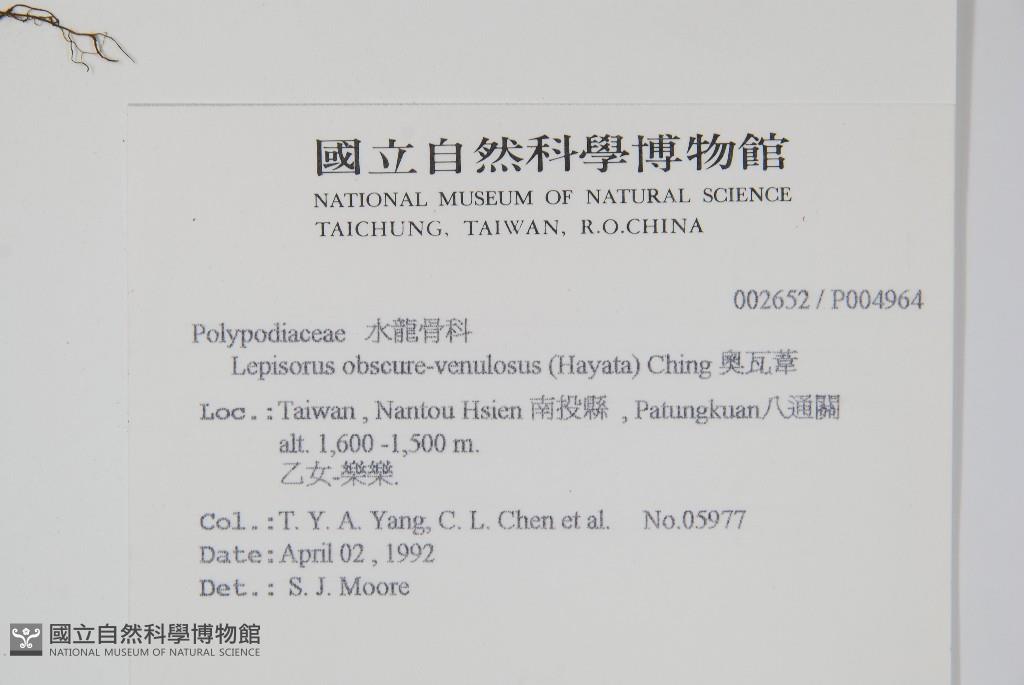 國立自然科學博物館
NATIONAL MUSEUM OF NATURAL SCIENCE
TAICHUNG, TAIWAN, R.O.CHINA
002652 / P004964
Polypodiaceae 水龍骨科
Lepisorus obscure-venulosus (Hayata) Ching 奧瓦葦
Loc.:Taiwan , Nantou Hsien 南投縣 , Patungkuan八通關
alt. 1,600 -1,500 m.
乙女-樂樂.
Col.:T. Y. A. Yang, C. L. Chen et al. No.05977
Date:April 02 , 1992
Det.: S. J. Moore
國立自然科學博物館
NATIONAL MUSEUM OF NATURAL SCIENCE